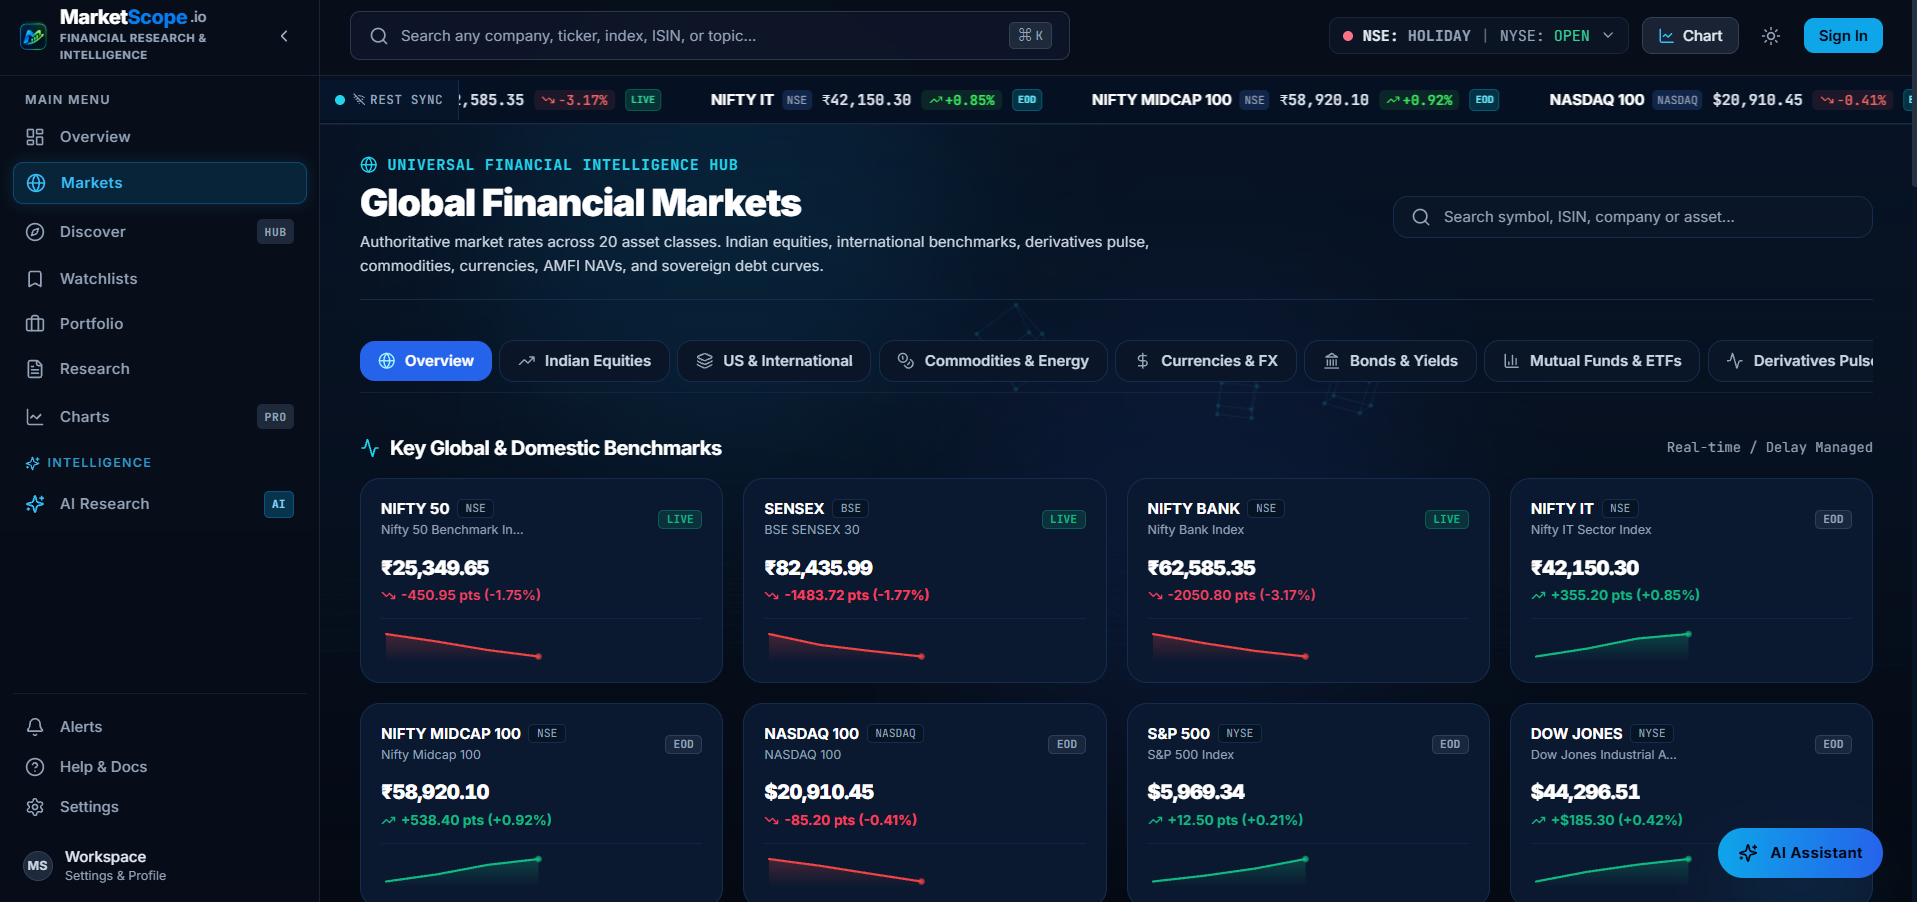 MarketScope.io
FINANCIAL RESEARCH &
INTELLIGENCE
Search any company, ticker, index, ISIN, or topic...
⌘ K
NSE: HOLIDAY | NYSE: OPEN
Chart
Sign In
REST SYNC
2,585.35 -3.17% LIVE
NIFTY IT NSE ₹42,150.30 +0.85% EOD
NIFTY MIDCAP 100 NSE ₹58,920.10 +0.92% EOD
NASDAQ 100 NASDAQ $20,910.45 -0.41%
MAIN MENU
Overview
Markets
Discover HUB
Watchlists
Portfolio
Research
Charts PRO
INTELLIGENCE
AI Research AI
Alerts
Help & Docs
Settings
MS
Workspace
Settings & Profile
UNIVERSAL FINANCIAL INTELLIGENCE HUB
Global Financial Markets
Authoritative market rates across 20 asset classes. Indian equities, international benchmarks, derivatives pulse,
commodities, currencies, AMFI NAVs, and sovereign debt curves.
Search symbol, ISIN, company or asset...
Overview
Indian Equities
US & International
Commodities & Energy
Currencies & FX
Bonds & Yields
Mutual Funds & ETFs
Derivatives Pulse
Key Global & Domestic Benchmarks
Real-time / Delay Managed
NIFTY 50 NSE
LIVE
Nifty 50 Benchmark In...
₹25,349.65
-450.95 pts (-1.75%)
SENSEX BSE
LIVE
BSE SENSEX 30
₹82,435.99
-1483.72 pts (-1.77%)
NIFTY BANK NSE
LIVE
Nifty Bank Index
₹62,585.35
-2050.80 pts (-3.17%)
NIFTY IT NSE
EOD
Nifty IT Sector Index
₹42,150.30
+355.20 pts (+0.85%)
NIFTY MIDCAP 100 NSE
EOD
Nifty Midcap 100
₹58,920.10
+538.40 pts (+0.92%)
NASDAQ 100 NASDAQ
EOD
NASDAQ 100
$20,910.45
-85.20 pts (-0.41%)
S&P 500 NYSE
EOD
S&P 500 Index
$5,969.34
+12.50 pts (+0.21%)
DOW JONES NYSE
EOD
Dow Jones Industrial A...
$44,296.51
+$185.30 (+0.42%)
AI Assistant